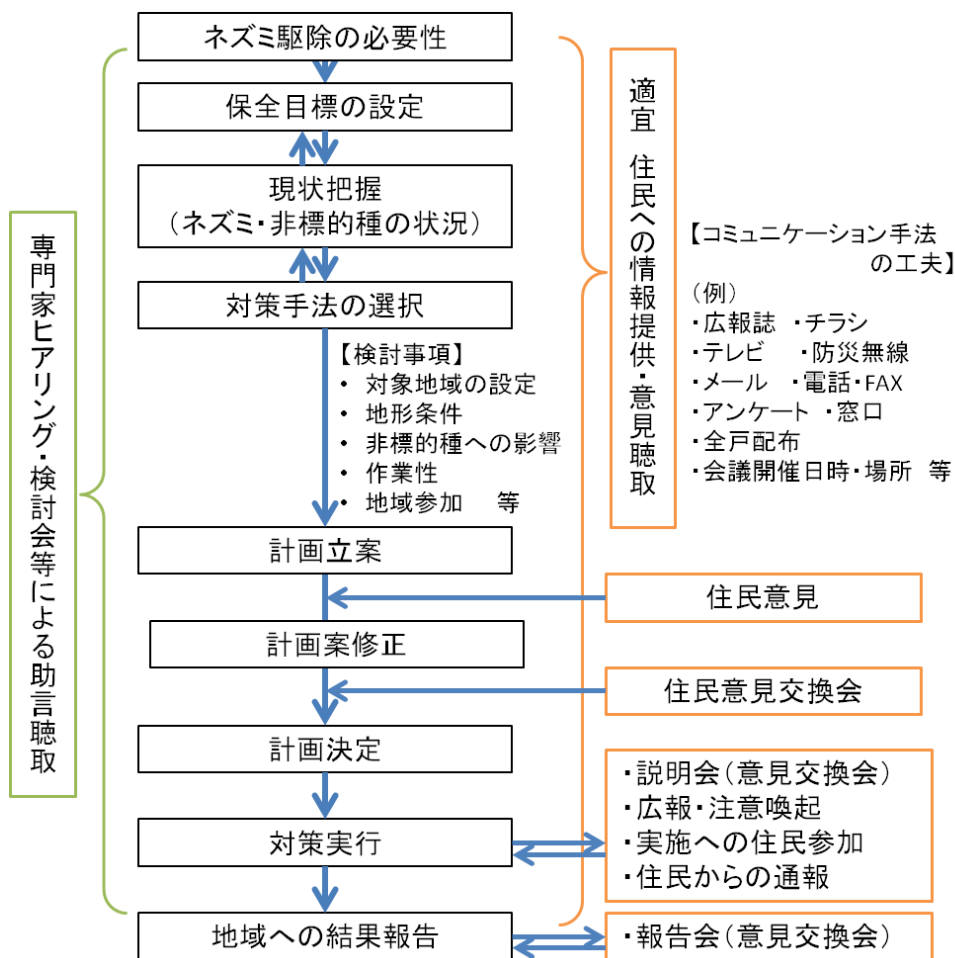 ネズミ駆除の必要性
保全目標の設定
現状把握
(ネズミ・非標的種の状況)
対策手法の選択
【検討事項】
・ 対象地域の設定
・ 地形条件
・ 非標的種への影響
・ 作業性
・ 地域参加 等
計画立案
計画案修正
計画決定
対策実行
地域への結果報告
専門家ヒアリング・検討会等による助言聴取
適宜 住民への情報提供・意見聴取
【コミュニケーション手法
の工夫】
(例)
・広報誌 ・チラシ
・テレビ ・防災無線
・メール ・電話・FAX
・アンケート ・窓口
・全戸配布
・会議開催日時・場所 等
住民意見
住民意見交換会
・説明会(意見交換会)
・広報・注意喚起
・実施への住民参加
・住民からの通報
・報告会(意見交換会)